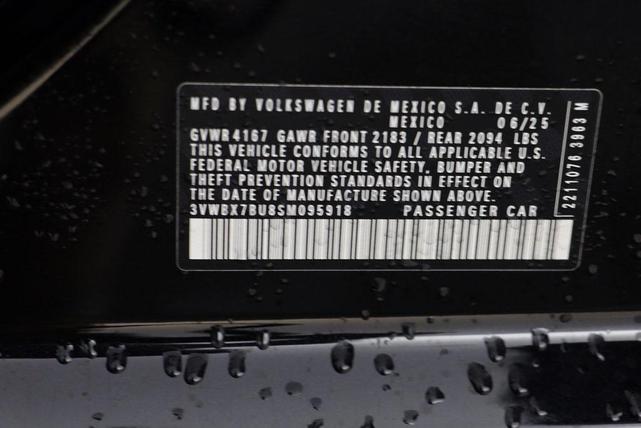 MFD BY VOLKSWAGEN DE MEXICO S.A. DE C.V.
MEXICO 06/25
GVWR 4167 GAWR FRONT 2183 / REAR 2094 LBS
THIS VEHICLE CONFORMS TO ALL APPLICABLE U.S.
FEDERAL MOTOR VEHICLE SAFETY, BUMPER AND
THEFT PREVENTION STANDARDS IN EFFECT ON
THE DATE OF MANUFACTURE SHOWN ABOVE.
3VWBX7BU8SM095918 PASSENGER CAR
2211076 3963 M